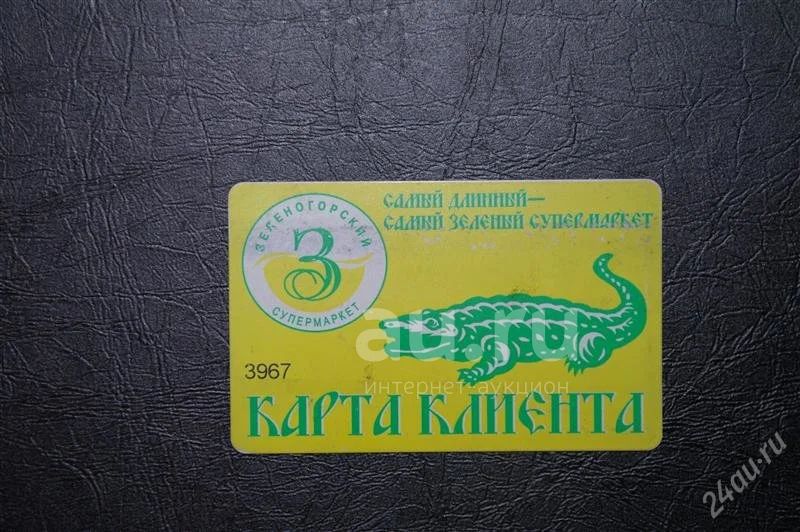 САМЫЙ ДЛИННЫЙ—
САМЫЙ ЗЕЛЕНЫЙ СУПЕРМАРКЕТ
ЗЕЛЕНОГОРСКИЙ
З
СУПЕРМАРКЕТ
au.ru
интернет-аукцион
3967
КАРТА КЛИЕНТА
24au.ru